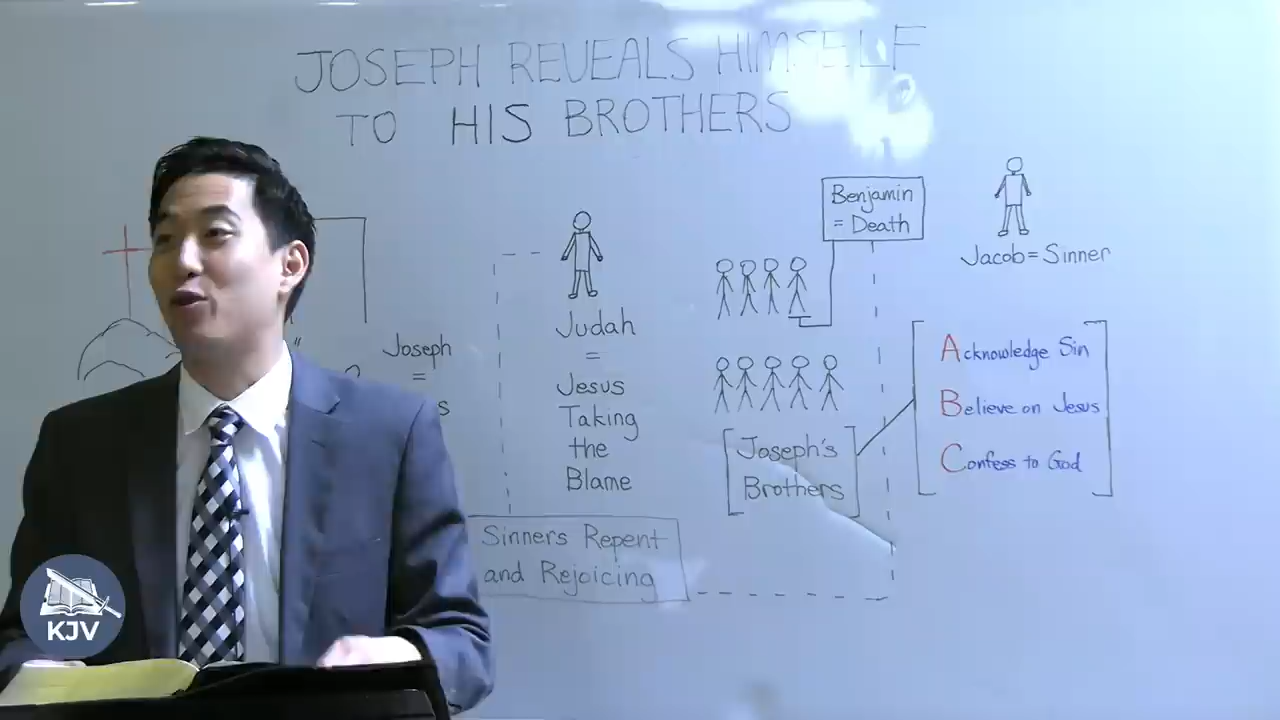 JOSEPH REVEALS HIMSELF
TO HIS BROTHERS
Joseph
=
s
Judah
=
Jesus
Taking
the
Blame
Sinners Repent
and Rejoicing
Benjamin
= Death
Joseph's
Brothers
Jacob = Sinner
Acknowledge Sin
Believe on Jesus
Confess to God
KJV